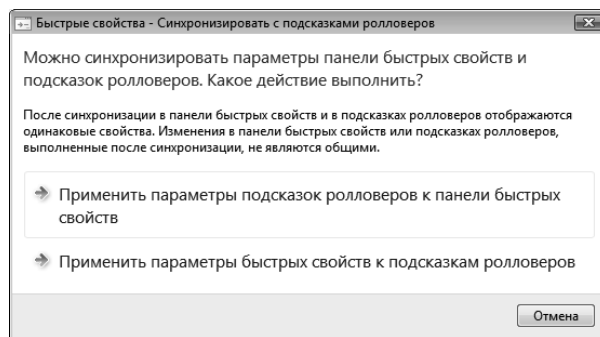 Быстрые свойства - Синхронизировать с подсказками ролловеров
Можно синхронизировать параметры панели быстрых свойств и
подсказок ролловеров. Какое действие выполнить?
После синхронизации в панели быстрых свойств и в подсказках ролловеров отображаются
одинаковые свойства. Изменения в панели быстрых свойств или подсказках ролловеров,
выполненные после синхронизации, не являются общими.
Применить параметры подсказок ролловеров к панели быстрых
свойств
Применить параметры быстрых свойств к подсказкам ролловеров
Отмена